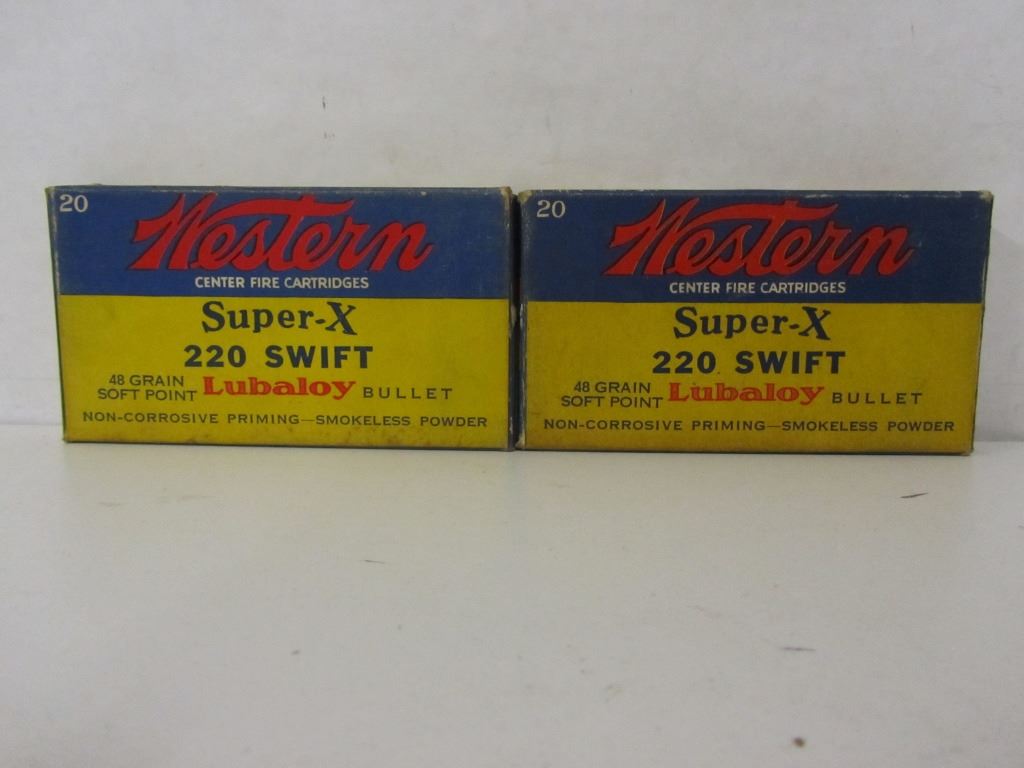 20
Western
CENTER FIRE CARTRIDGES
Super-X
220 SWIFT
48 GRAIN
SOFT POINT Lubaloy BULLET
NON-CORROSIVE PRIMING—SMOKELESS POWDER
20
Western
CENTER FIRE CARTRIDGES
Super-X
220 SWIFT
48 GRAIN
SOFT POINT Lubaloy BULLET
NON-CORROSIVE PRIMING—SMOKELESS POWDER